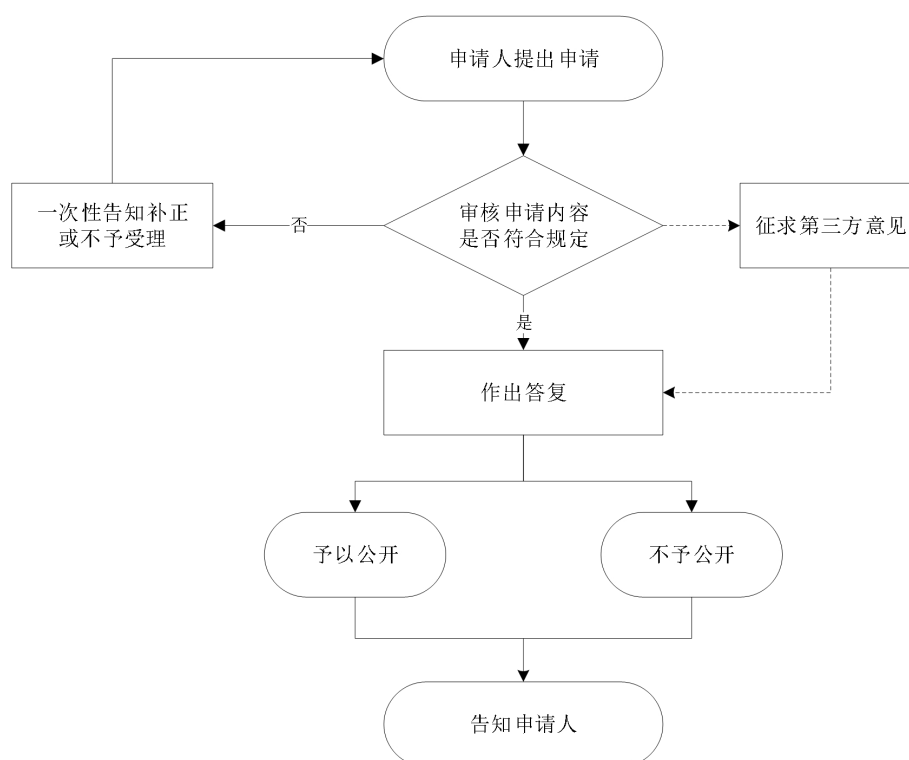 申请人提出申请
一次性告知补正
或不予受理
否
审核申请内容
是否符合规定
征求第三方意见
是
作出答复
予以公开
不予公开
告知申请人